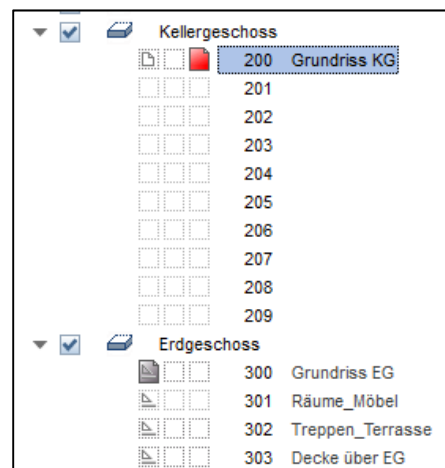 Kellergeschoss
200 Grundriss KG
201
202
203
204
205
206
207
208
209
Erdgeschoss
300 Grundriss EG
301 Räume_Möbel
302 Treppen_Terrasse
303 Decke über EG